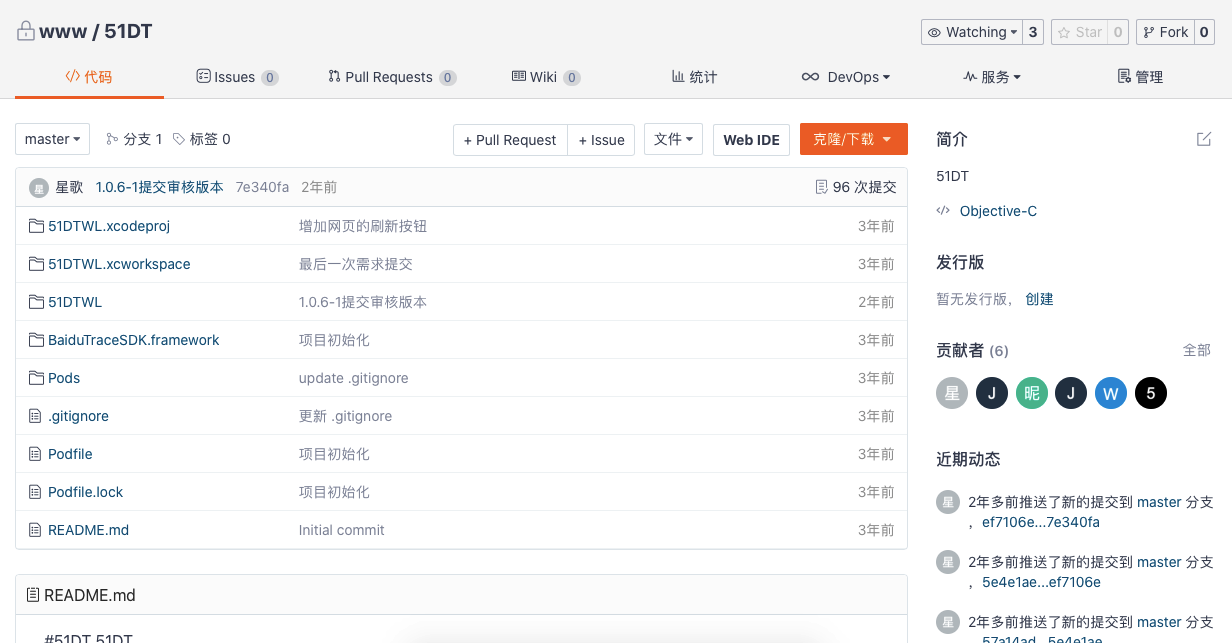 www / 51DT
Watching 3 Star 0 Fork 0
代码 Issues 0 Pull Requests 0 Wiki 0 统计 DevOps 服务 管理
master 分支 1 标签 0 + Pull Request + Issue 文件 Web IDE 克隆/下载
星 星歌 1.0.6-1提交审核版本 7e340fa 2年前 96 次提交
51DTWL.xcodeproj 增加网页的刷新按钮 3年前
51DTWL.xcworkspace 最后一次需求提交 3年前
51DTWL 1.0.6-1提交审核版本 2年前
BaiduTraceSDK.framework 项目初始化 3年前
Pods update .gitignore 3年前
.gitignore 更新 .gitignore 3年前
Podfile 项目初始化 3年前
Podfile.lock 项目初始化 3年前
README.md Initial commit 3年前
README.md
#51DT 51DT
简介
51DT
Objective-C
发行版
暂无发行版， 创建
贡献者 (6) 全部
星 J 昵 J W 5
近期动态
星 2年多前推送了新的提交到 master 分支
， ef7106e...7e340fa
星 2年多前推送了新的提交到 master 分支
， 5e4e1ae...ef7106e
星 2年多前推送了新的提交到 master 分支
， 57a14ad...5e4e1ae